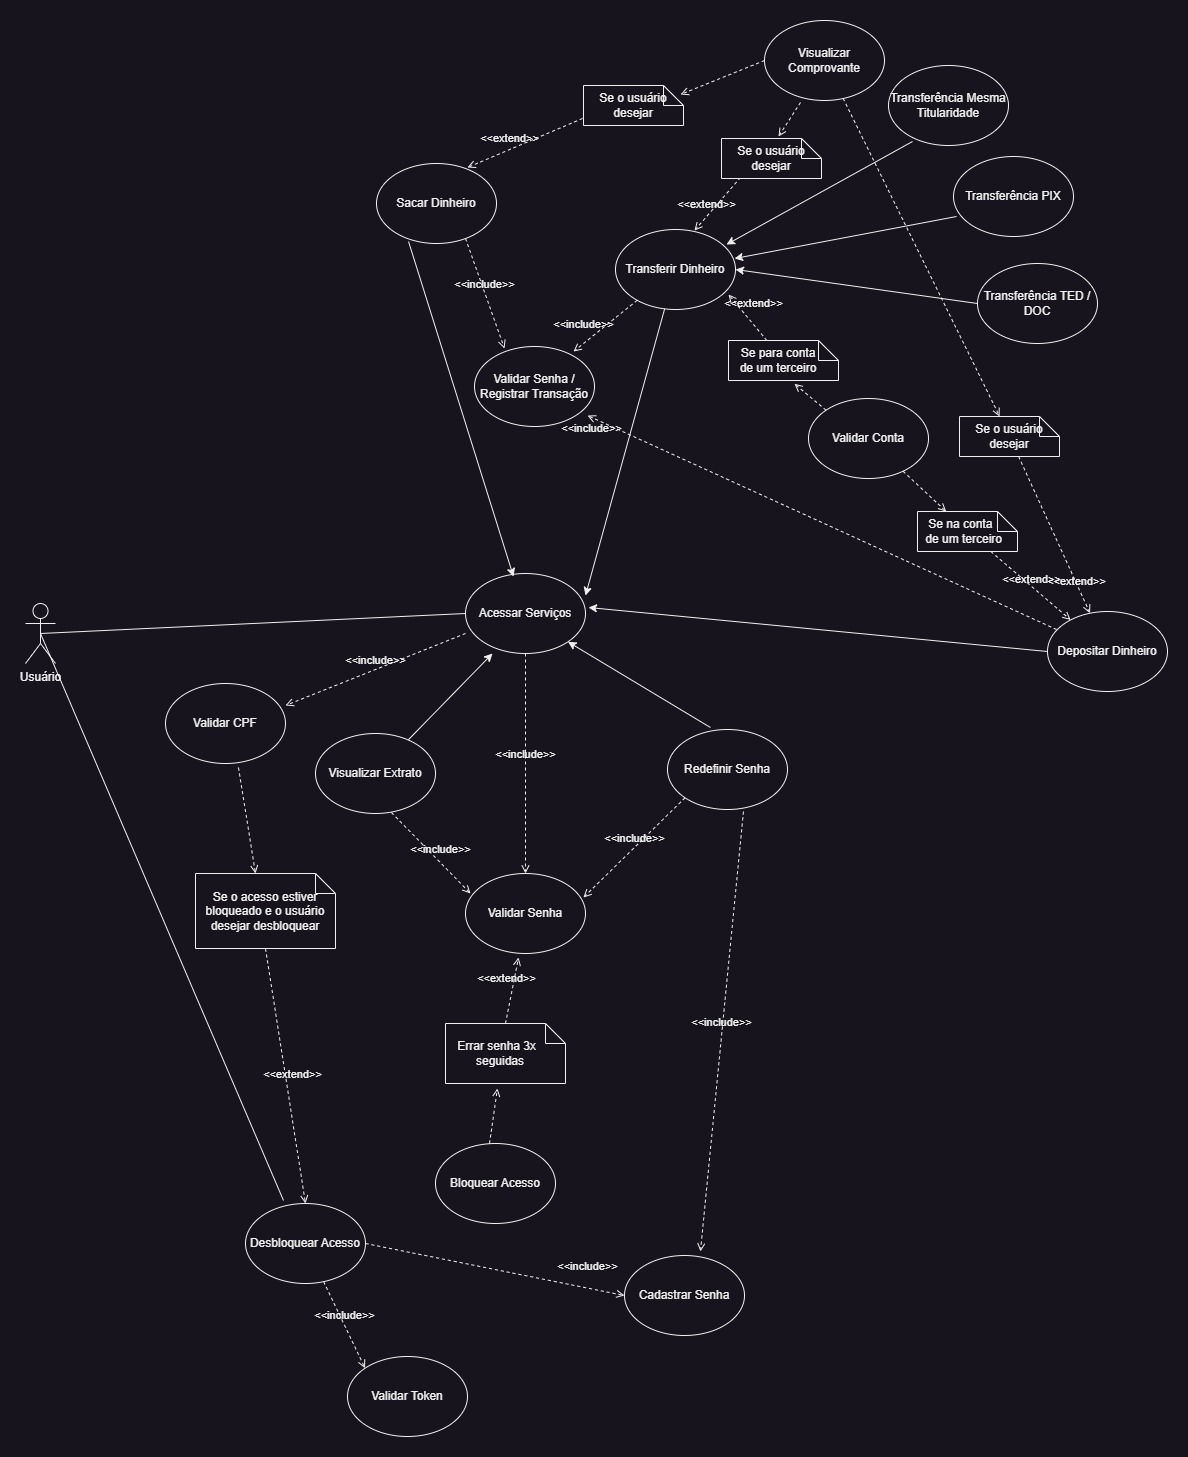 Visualizar
Comprovante
Transferência Mesma
Titularidade
Se o usuário
desejar
<<extend>>
Se o usuário
desejar
Sacar Dinheiro
<<extend>>
Transferência PIX
Transferir Dinheiro
<<include>>
Transferência TED /
DOC
<<extend>>
<<include>>
Se para conta
de um terceiro
Validar Senha /
Registrar Transação
<<include>>
Validar Conta
Se o usuário
desejar
Se na conta
de um terceiro
<<extend>>
<<extend>>
Acessar Serviços
Depositar Dinheiro
Usuário
<<include>>
Validar CPF
<<include>>
Visualizar Extrato
Redefinir Senha
<<include>>
<<include>>
Se o acesso estiver
bloqueado e o usuário
desejar desbloquear
Validar Senha
<<extend>>
<<include>>
Errar senha 3x
seguidas
<<extend>>
Bloquear Acesso
Desbloquear Acesso
<<include>>
Cadastrar Senha
<<include>>
Validar Token